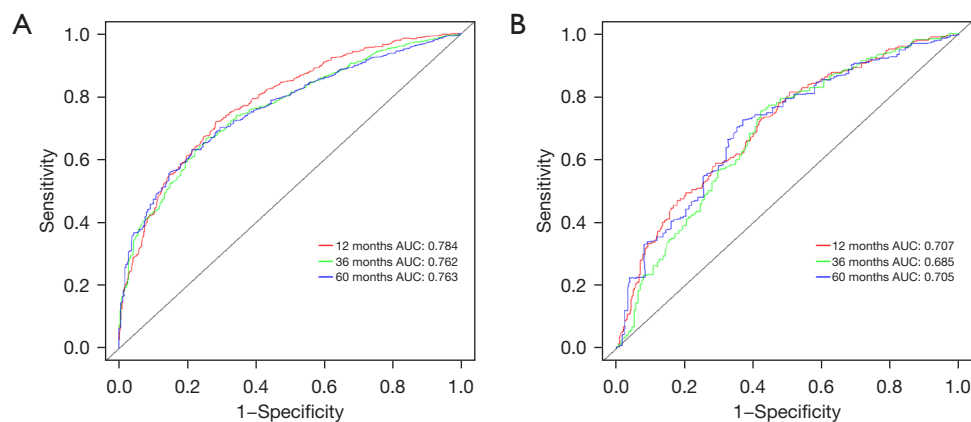 A
1.0
0.8
0.6
0.4
0.2
0.0
Sensitivity
12 months AUC: 0.784
36 months AUC: 0.762
60 months AUC: 0.763
0.0 0.2 0.4 0.6 0.8 1.0
1–Specificity
B
1.0
0.8
0.6
0.4
0.2
0.0
Sensitivity
12 months AUC: 0.707
36 months AUC: 0.685
60 months AUC: 0.705
0.0 0.2 0.4 0.6 0.8 1.0
1–Specificity